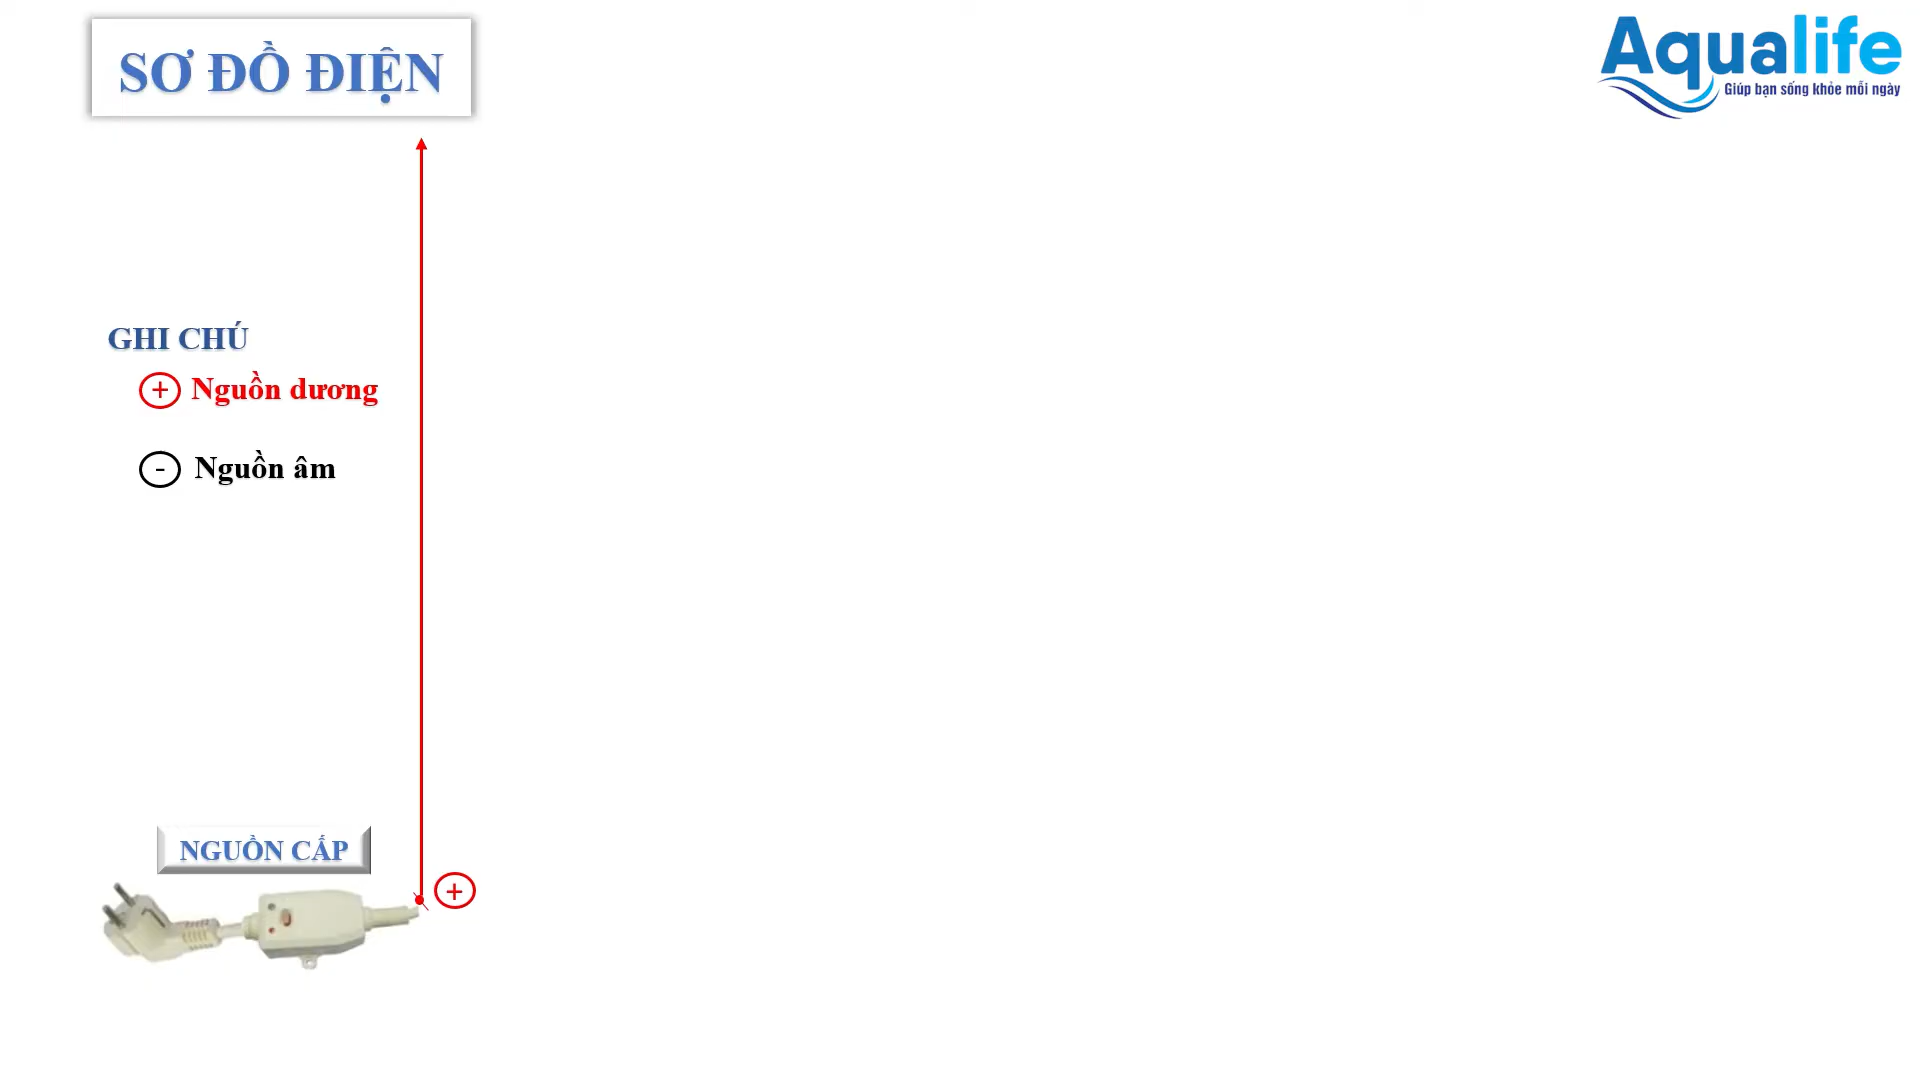 SƠ ĐỒ ĐIỆN
Aqualife
Giúp bạn sống khỏe mỗi ngày
GHI CHÚ
+ Nguồn dương
- Nguồn âm
NGUỒN CẤP
+